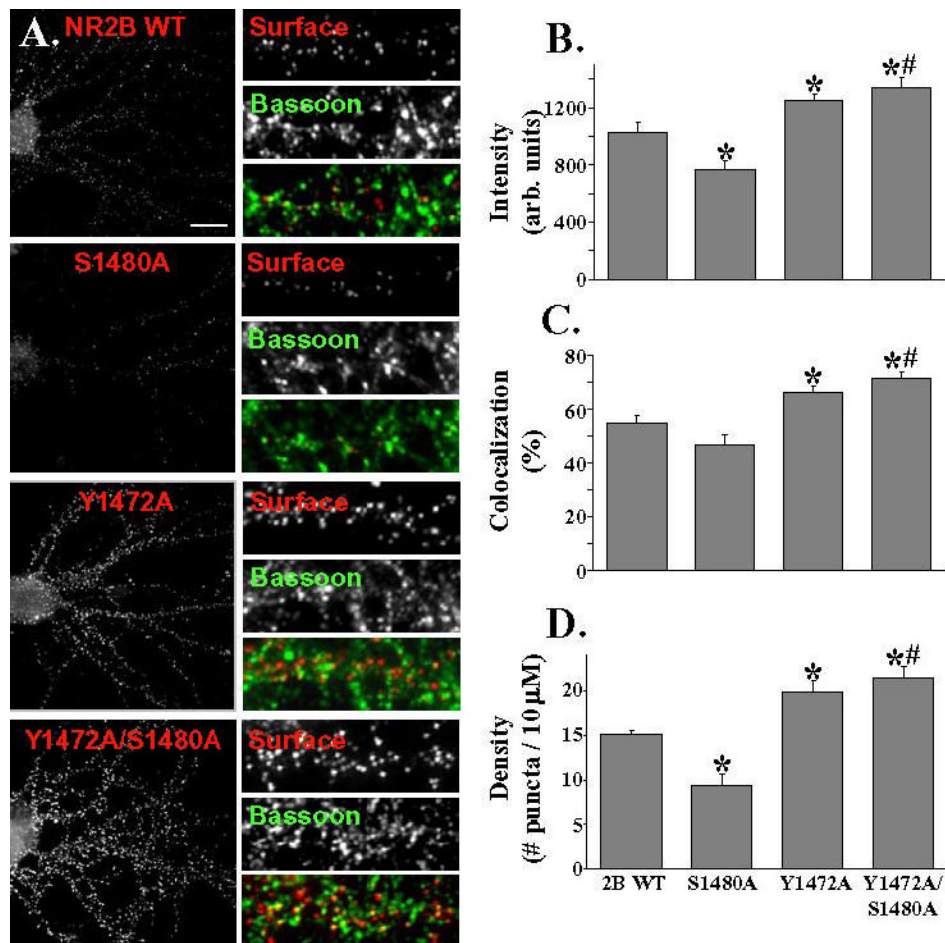 A.
NR2B WT
Surface
Bassoon
S1480A
Surface
Bassoon
Y1472A
Surface
Bassoon
Y1472A/S1480A
Surface
Bassoon
B.
Intensity
(arb. units)
1200
800
400
0
*
*
*#
C.
Colocalization
(%)
80
60
40
20
0
*
*#
D.
Density
(# puncta / 10 µM)
20
15
10
5
0
*
*
*#
2B WT
S1480A
Y1472A
Y1472A/
S1480A